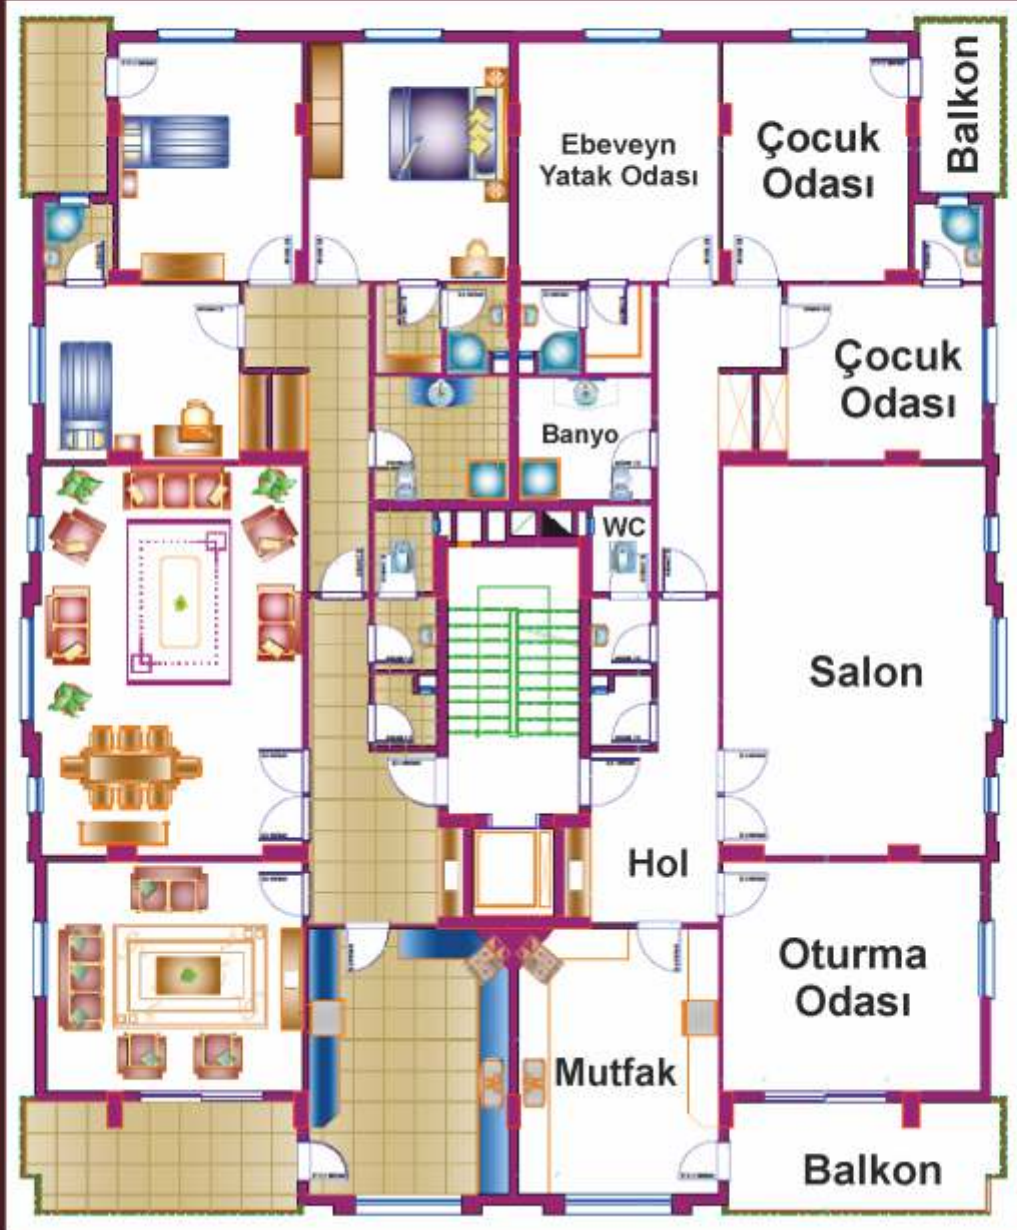 Ebeveyn
Yatak Odası
Çocuk
Odası
Balkon
Çocuk
Odası
Banyo
WC
Salon
Hol
Oturma
Odası
Mutfak
Balkon